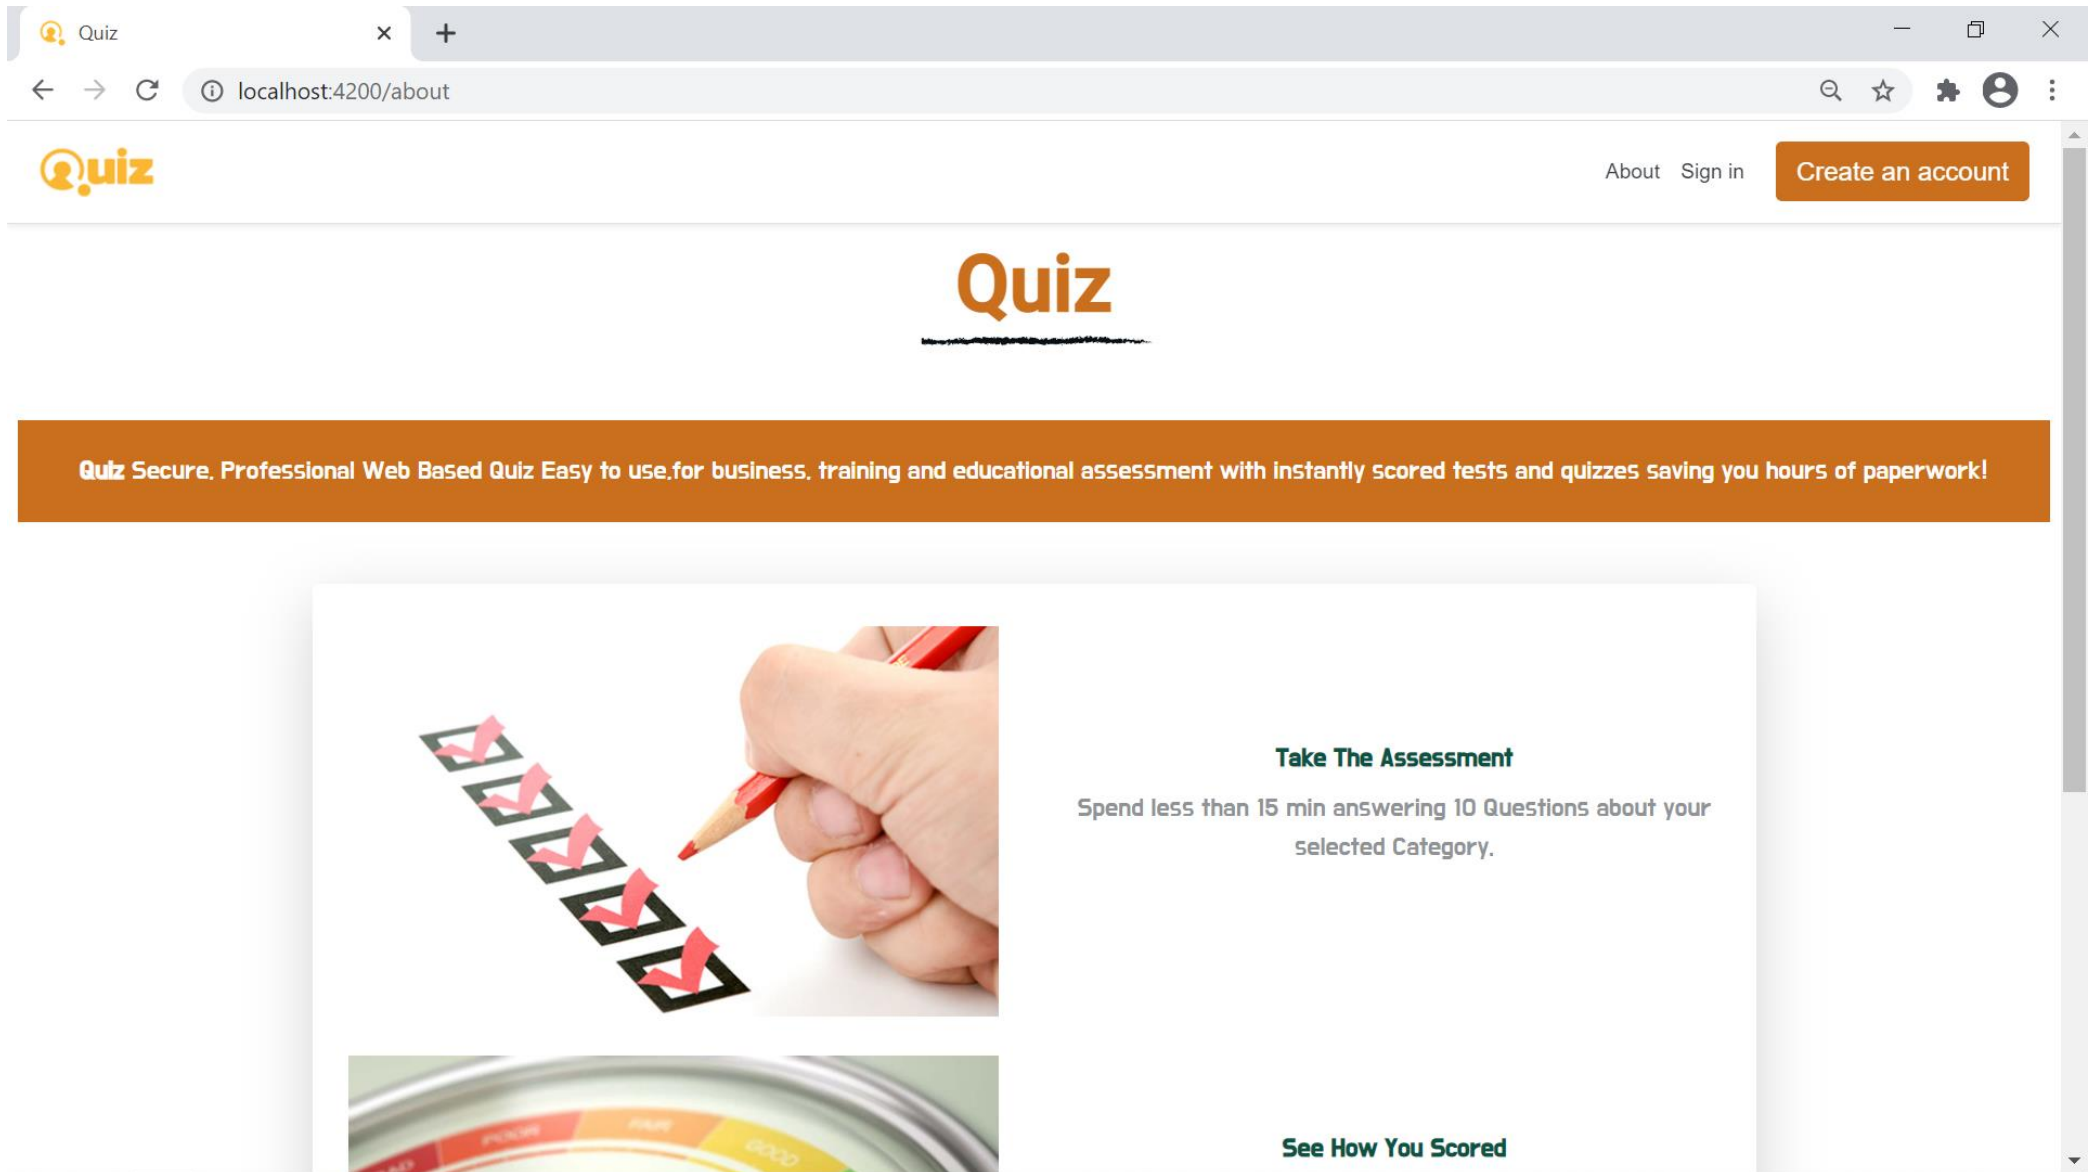 Quiz
localhost:4200/about
Quiz
About Sign in Create an account
Quiz
Quiz Secure, Professional Web Based Quiz Easy to use,for business, training and educational assessment with instantly scored tests and quizzes saving you hours of paperwork!
Take The Assessment
Spend less than 15 min answering 10 Questions about your
selected Category.
POOR FAIR GOOD
See How You Scored